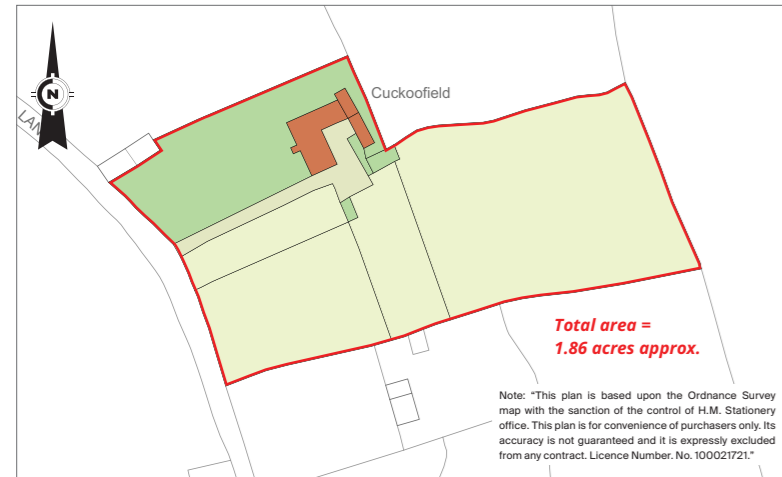 N
LAN
Cuckoofield
Total area =
1.86 acres approx.
Note: “This plan is based upon the Ordnance Survey
map with the sanction of the control of H.M. Stationery
office. This plan is for convenience of purchasers only. Its
accuracy is not guaranteed and it is expressly excluded
from any contract. Licence Number. No. 100021721.”